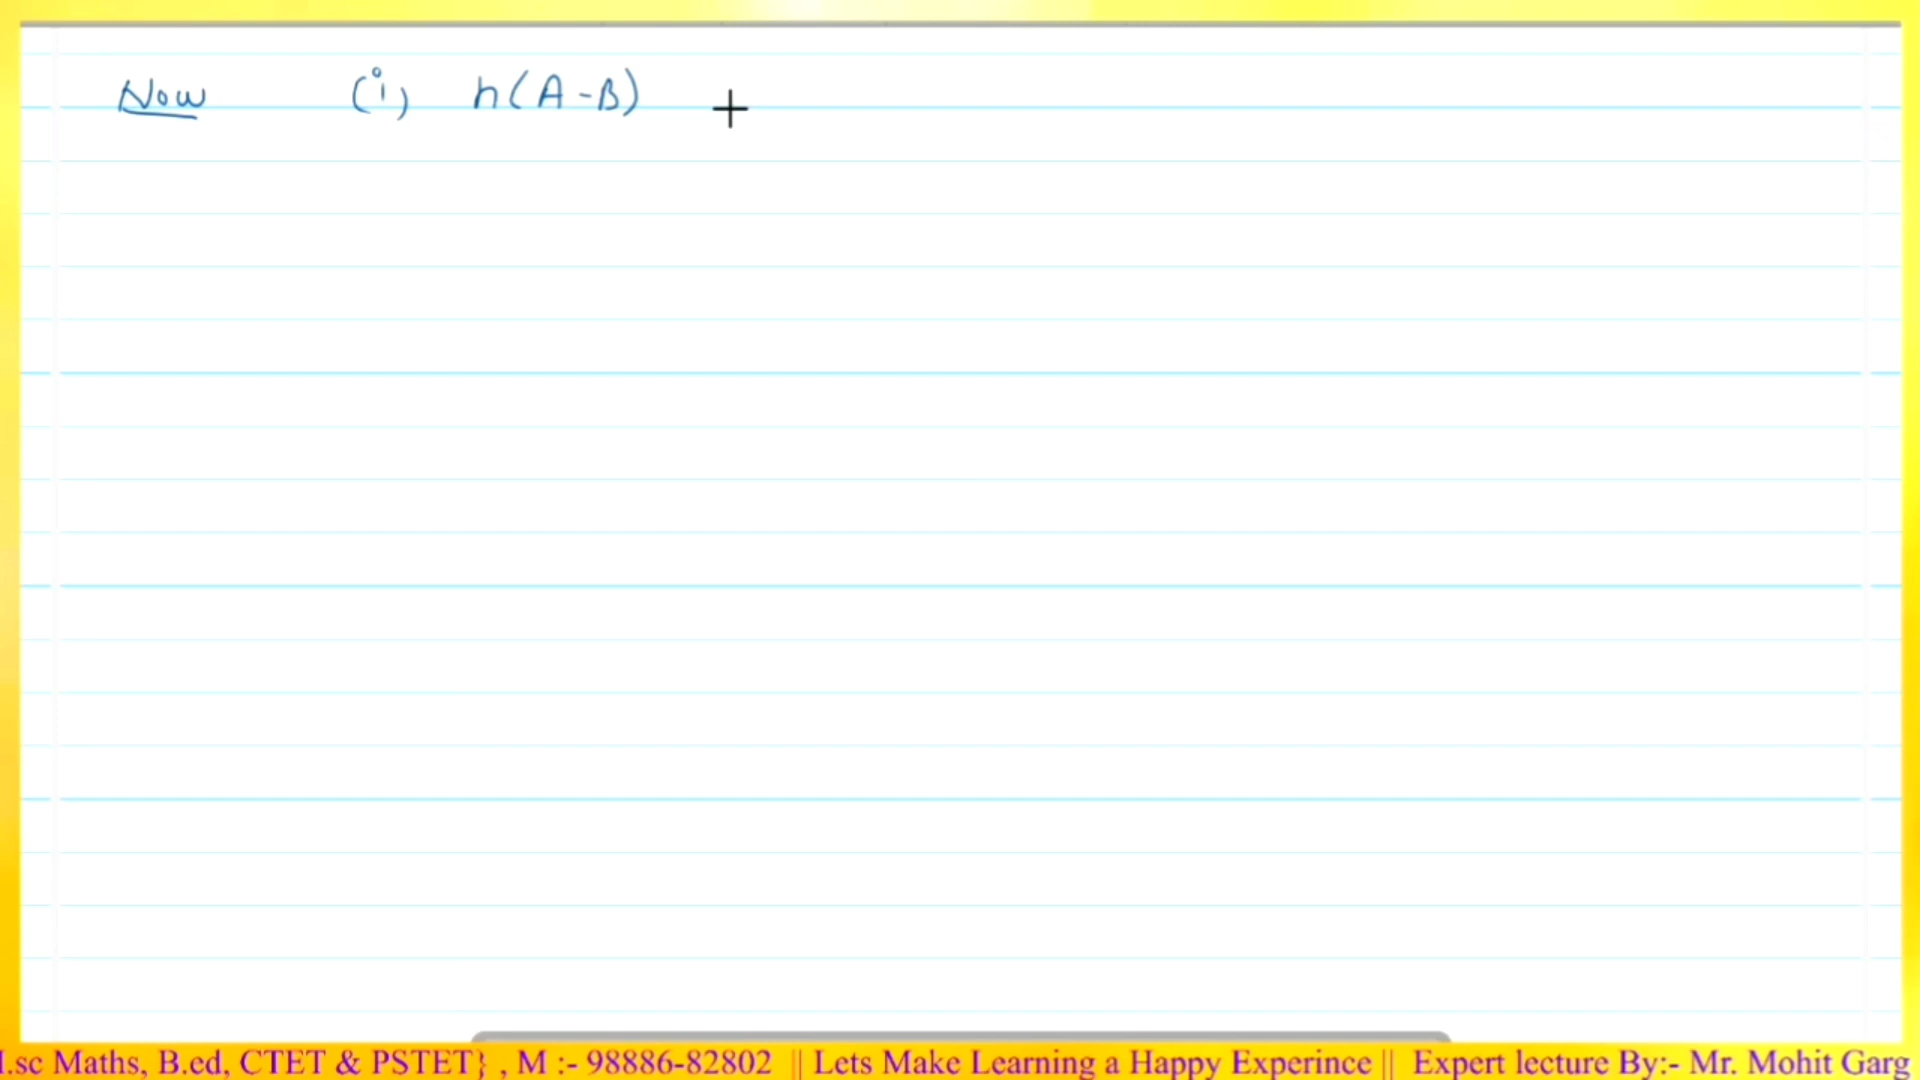 Now (i) n(A-B)
.sc Maths, B.ed, CTET & PSTET} , M :- 98886-82802 || Lets Make Learning a Happy Experince || Expert lecture By:- Mr. Mohit Garg